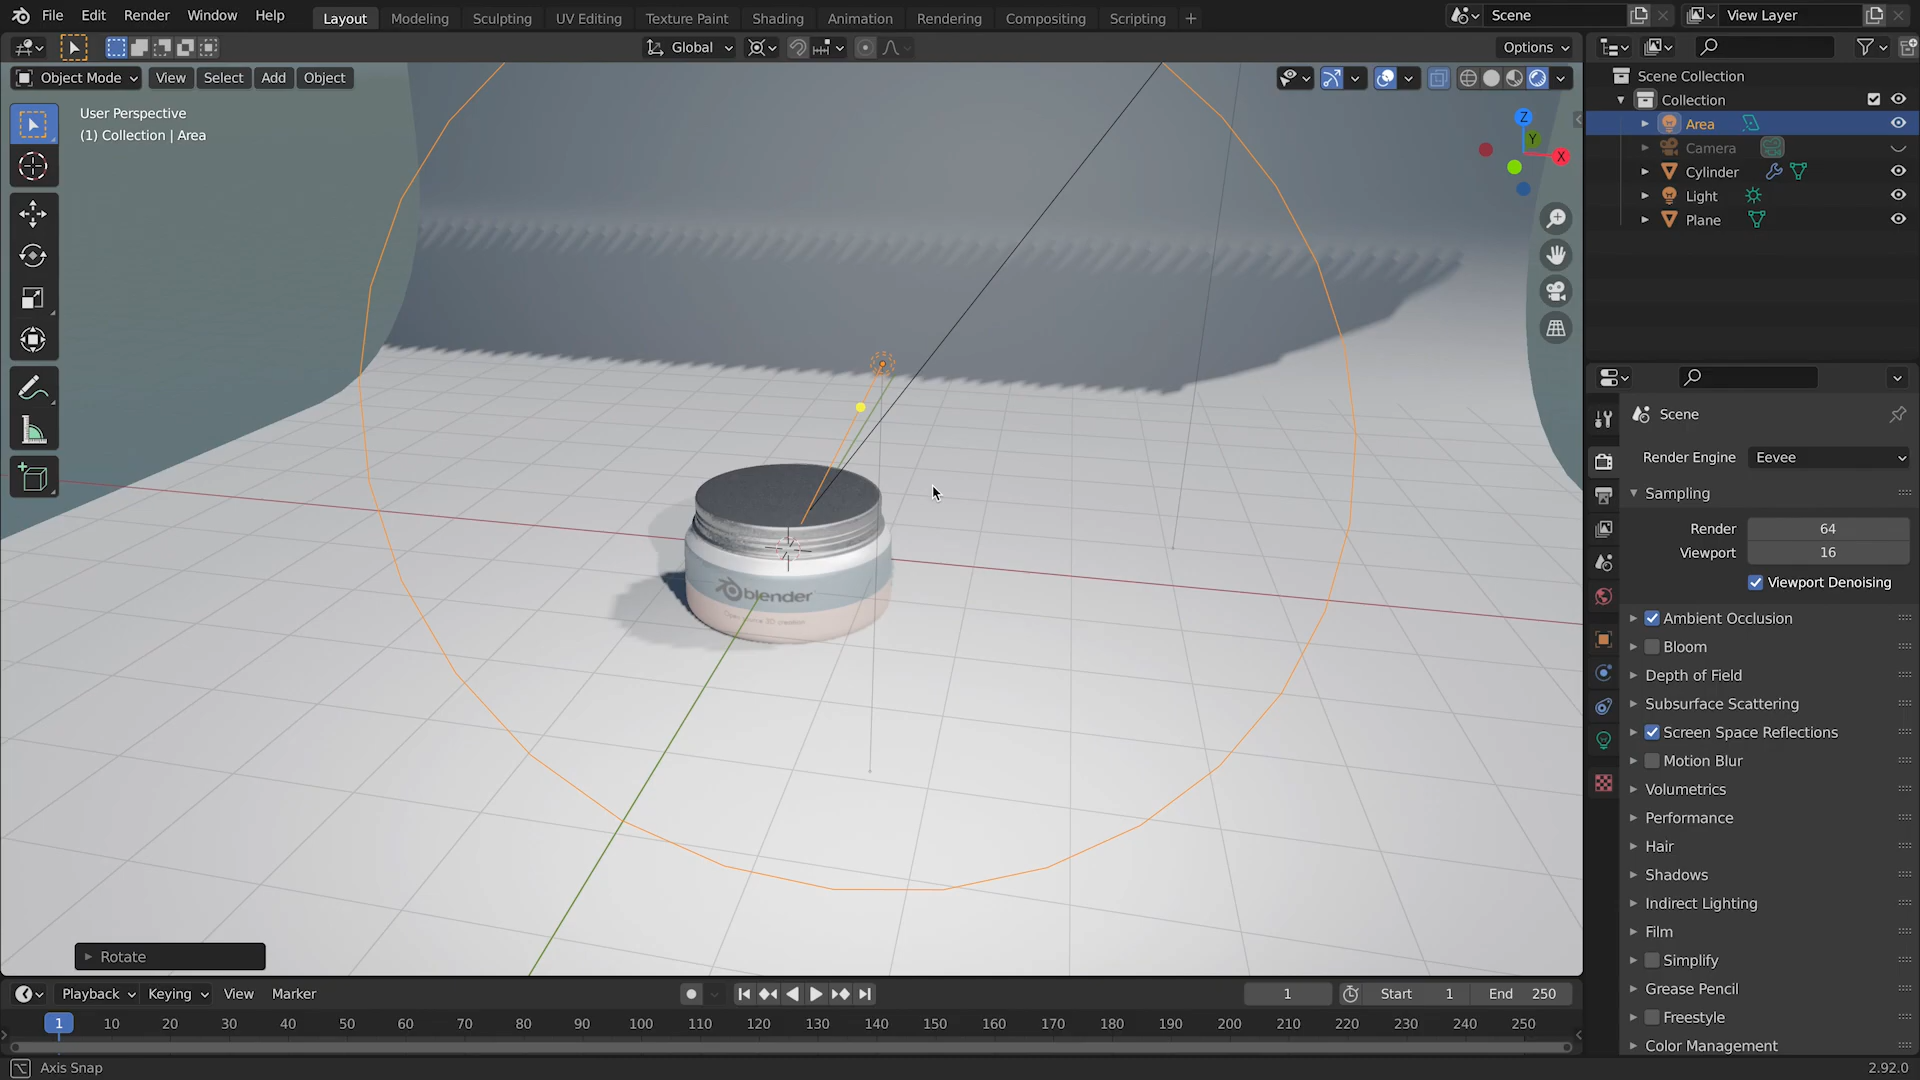 File Edit Render Window Help Layout Modeling Sculpting UV Editing Texture Paint Shading Animation Rendering Compositing Scripting + Scene View Layer
Global Options
Object Mode View Select Add Object
User Perspective
(1) Collection | Area
Z
Y
X
Scene Collection
Collection
Area
Camera
Cylinder
Light
Plane
Scene
Render Engine Eevee
Sampling
Render 64
Viewport 16
Viewport Denoising
Ambient Occlusion
Bloom
Depth of Field
Subsurface Scattering
Screen Space Reflections
Motion Blur
Volumetrics
Performance
Hair
Shadows
Indirect Lighting
Film
Simplify
Grease Pencil
Freestyle
Color Management
blender
3D creation
Rotate
Playback Keying View Marker 1 Start 1 End 250
1 10 20 30 40 50 60 70 80 90 100 110 120 130 140 150 160 170 180 190 200 210 220 230 240 250
Axis Snap 2.92.0